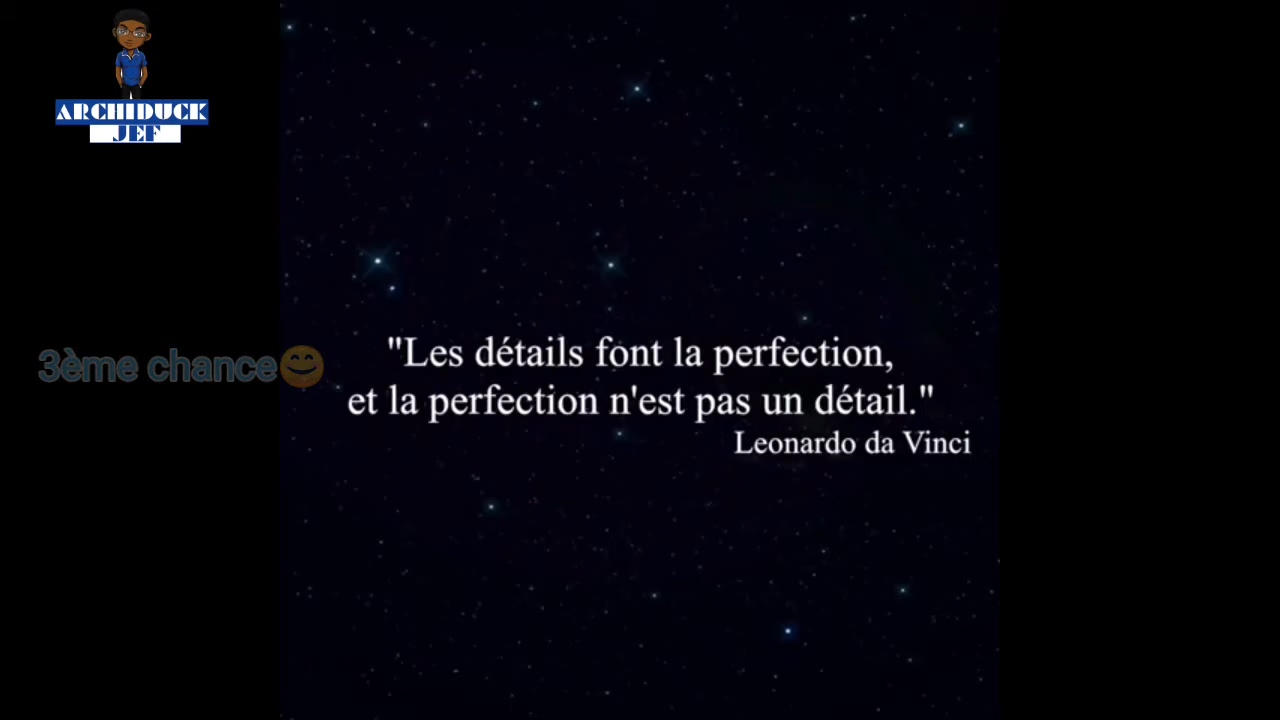 ARCHIDUCK
JEF
3ème chance😊
"Les détails font la perfection,
et la perfection n'est pas un détail."
Leonardo da Vinci